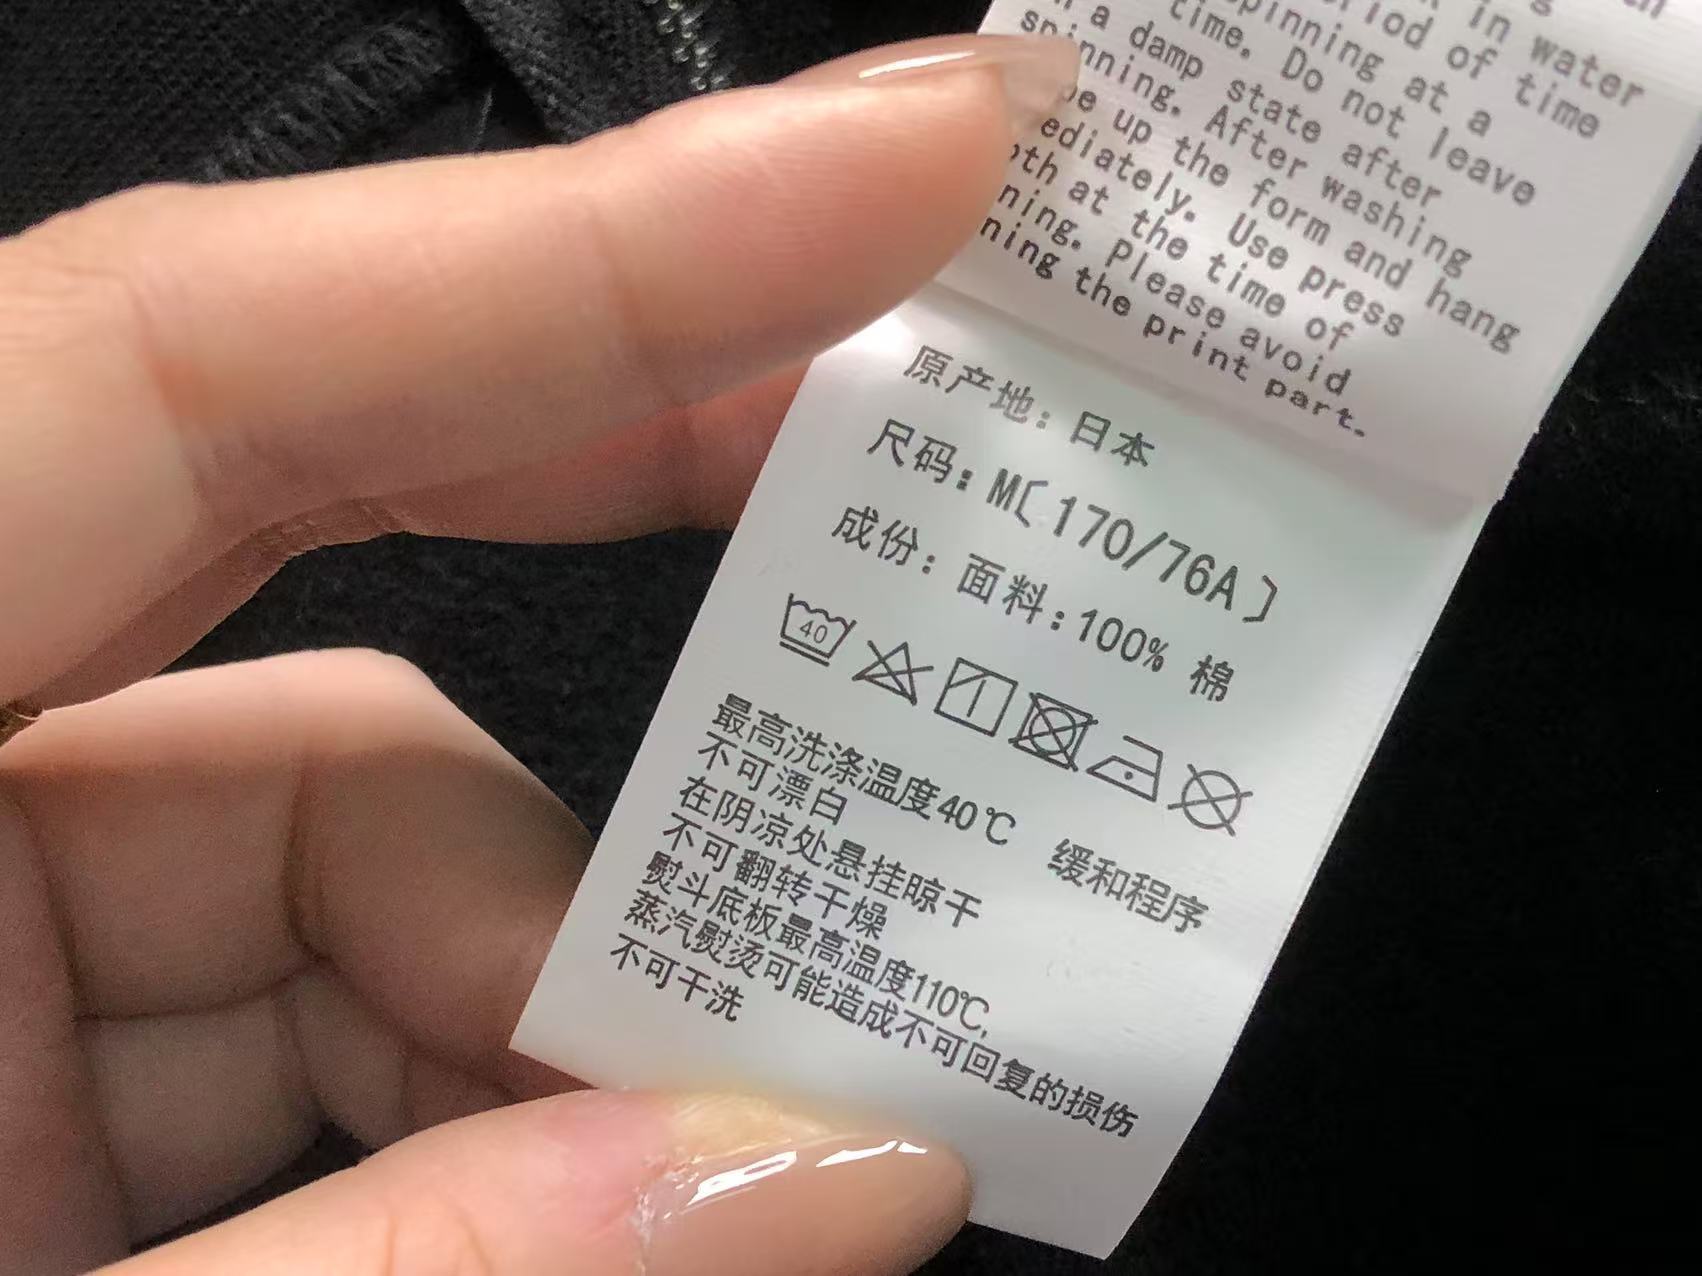 in water
riod of time
spinning at a
time. Do not leave
a damp state after
spinning. After washing
up the form and hang
ediately. Use press
at the time of
ning. Please avoid
ning the print part.
原产地：日本
尺码：M〔170/76A〕
成份：面料：100% 棉
40
最高洗涤温度40℃ 缓和程序
不可漂白
在阴凉处悬挂晾干
不可翻转干燥
熨斗底板最高温度110℃,
蒸汽熨烫可能造成不可回复的损伤
不可干洗